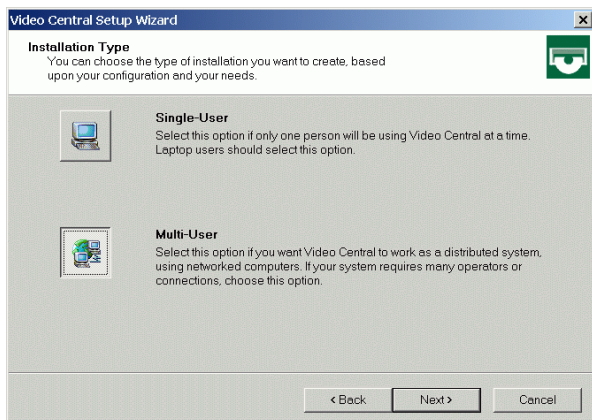 Video Central Setup Wizard
Installation Type
You can choose the type of installation you want to create, based
upon your configuration and your needs.
Single-User
Select this option if only one person will be using Video Central at a time.
Laptop users should select this option.
Multi-User
Select this option if you want Video Central to work as a distributed system,
using networked computers. If your system requires many operators or
connections, choose this option.
< Back
Next >
Cancel